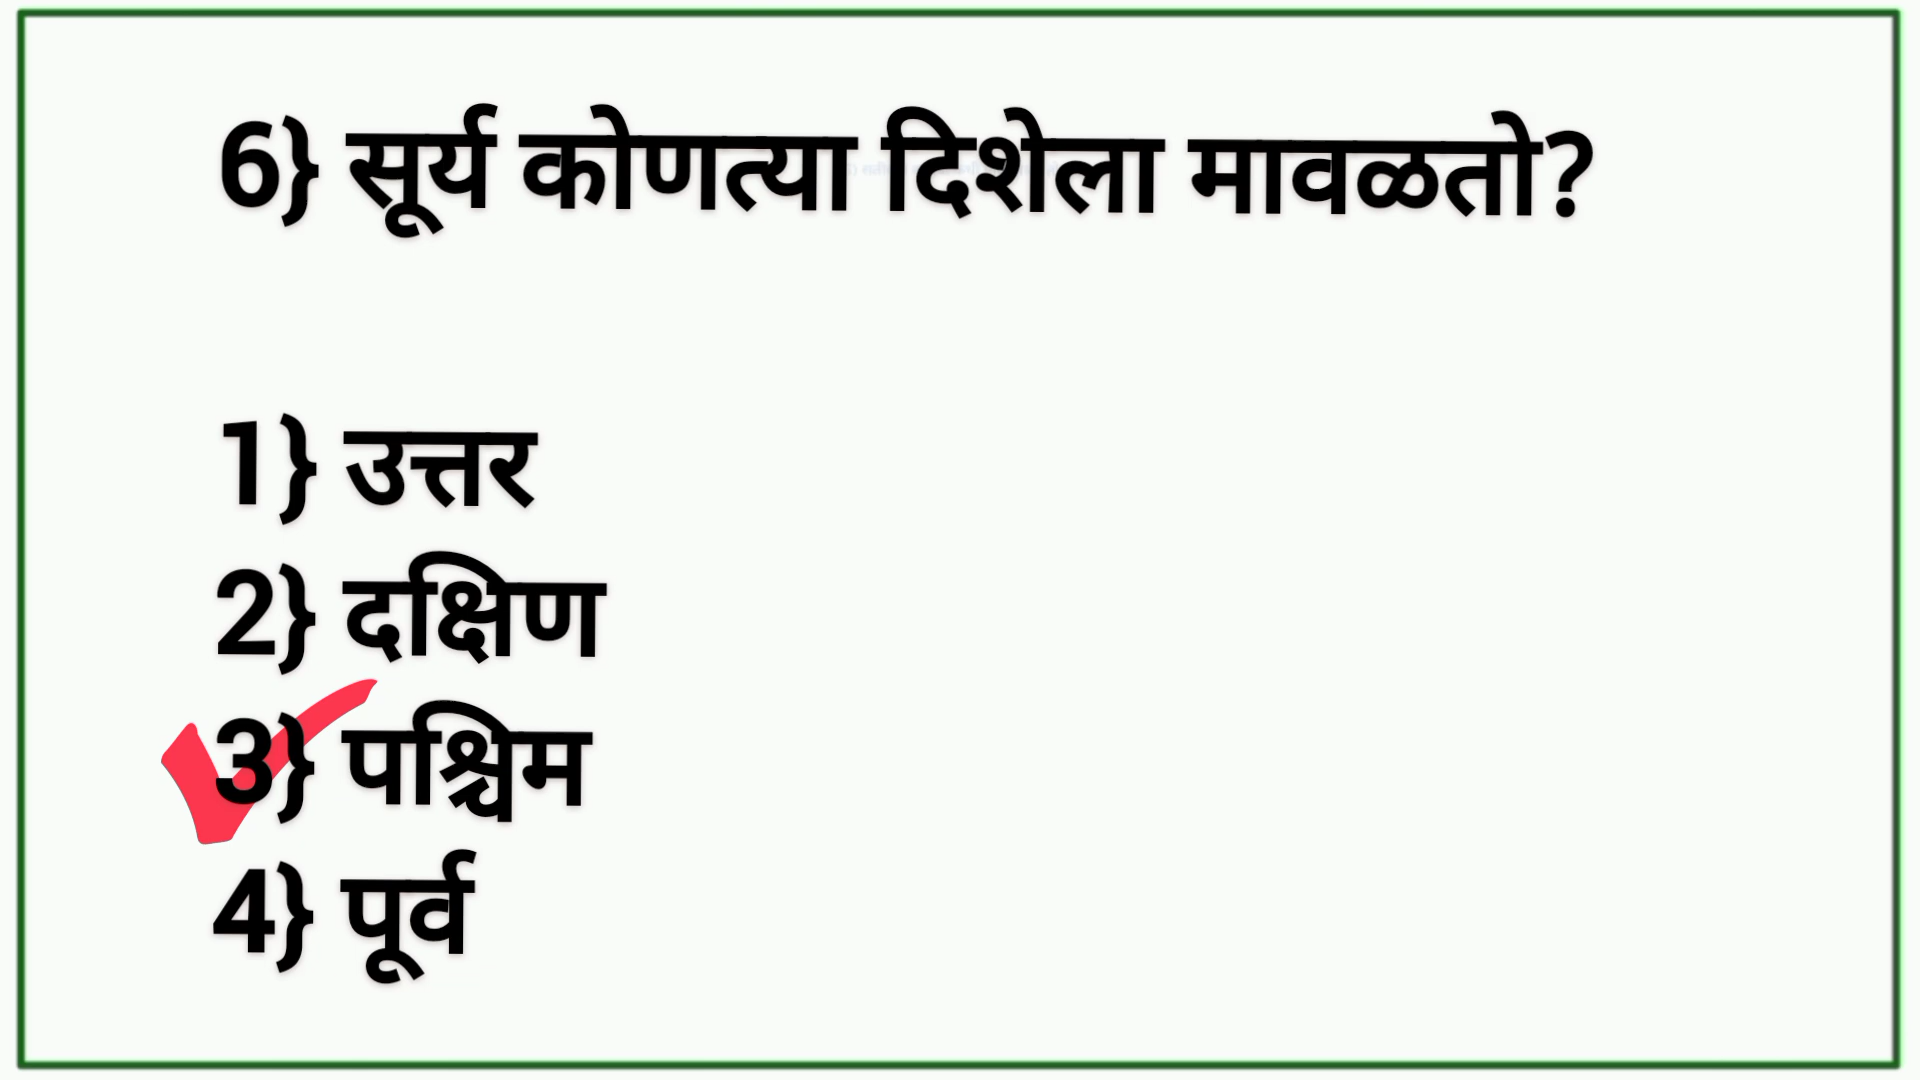 6} सूर्य कोणत्या दिशेला मावळतो?
1} उत्तर
2} दक्षिण
3} पश्चिम
4} पूर्व